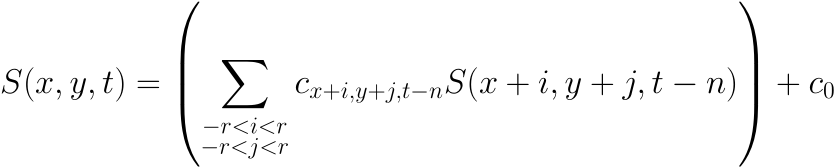 S(x, y, t) = \left( \sum_{\substack{-r<i<r \\ -r<j<r}} c_{x+i,y+j,t-n} S(x + i, y + j, t - n) \right) + c_0